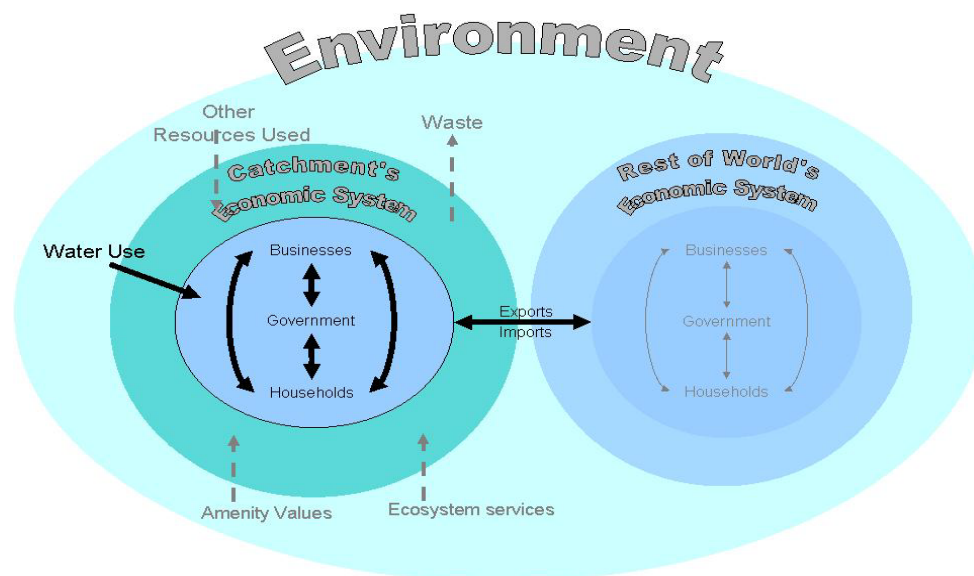 Environment
Other
Resources Used
Waste
Catchment's
Economic System
Rest of World's
Economic System
Water Use
Businesses
Government
Households
Exports
Imports
Businesses
Government
Households
Amenity Values
Ecosystem services